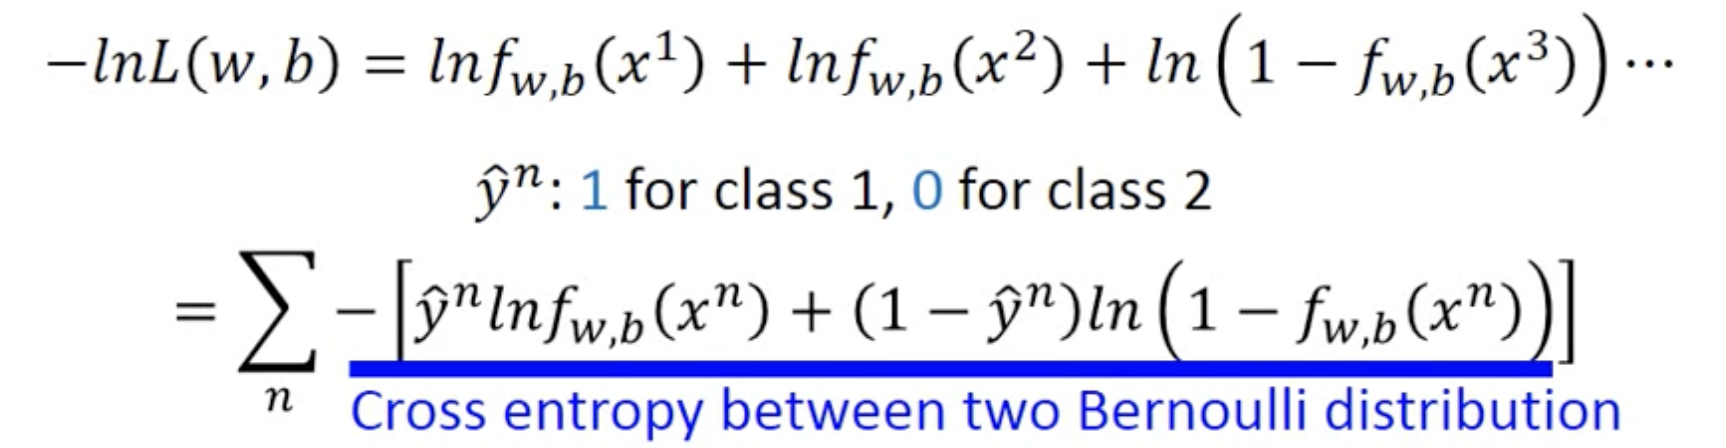 −lnL(w, b) = lnf_{w,b}(x^1) + lnf_{w,b}(x^2) + ln(1 − f_{w,b}(x^3)) ⋯
ŷ^n: 1 for class 1, 0 for class 2
= ∑_n −[ŷ^n lnf_{w,b}(x^n) + (1 − ŷ^n)ln(1 − f_{w,b}(x^n))]
Cross entropy between two Bernoulli distribution